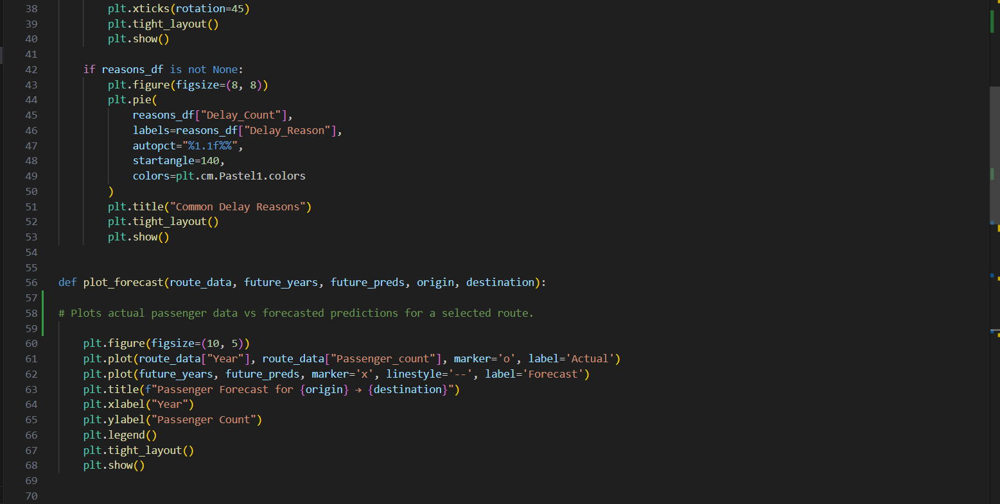 38 plt.xticks(rotation=45)
39 plt.tight_layout()
40 plt.show()
41
42 if reasons_df is not None:
43 plt.figure(figsize=(8, 8))
44 plt.pie(
45 reasons_df["Delay_Count"],
46 labels=reasons_df["Delay_Reason"],
47 autopct="%1.1f%%",
48 startangle=140,
49 colors=plt.cm.Pastel1.colors
50 )
51 plt.title("Common Delay Reasons")
52 plt.tight_layout()
53 plt.show()
54
55
56 def plot_forecast(route_data, future_years, future_preds, origin, destination):
57
58 # Plots actual passenger data vs forecasted predictions for a selected route.
59
60 plt.figure(figsize=(10, 5))
61 plt.plot(route_data["Year"], route_data["Passenger_count"], marker='o', label='Actual')
62 plt.plot(future_years, future_preds, marker='x', linestyle='--', label='Forecast')
63 plt.title(f"Passenger Forecast for {origin} → {destination}")
64 plt.xlabel("Year")
65 plt.ylabel("Passenger Count")
66 plt.legend()
67 plt.tight_layout()
68 plt.show()
69
70